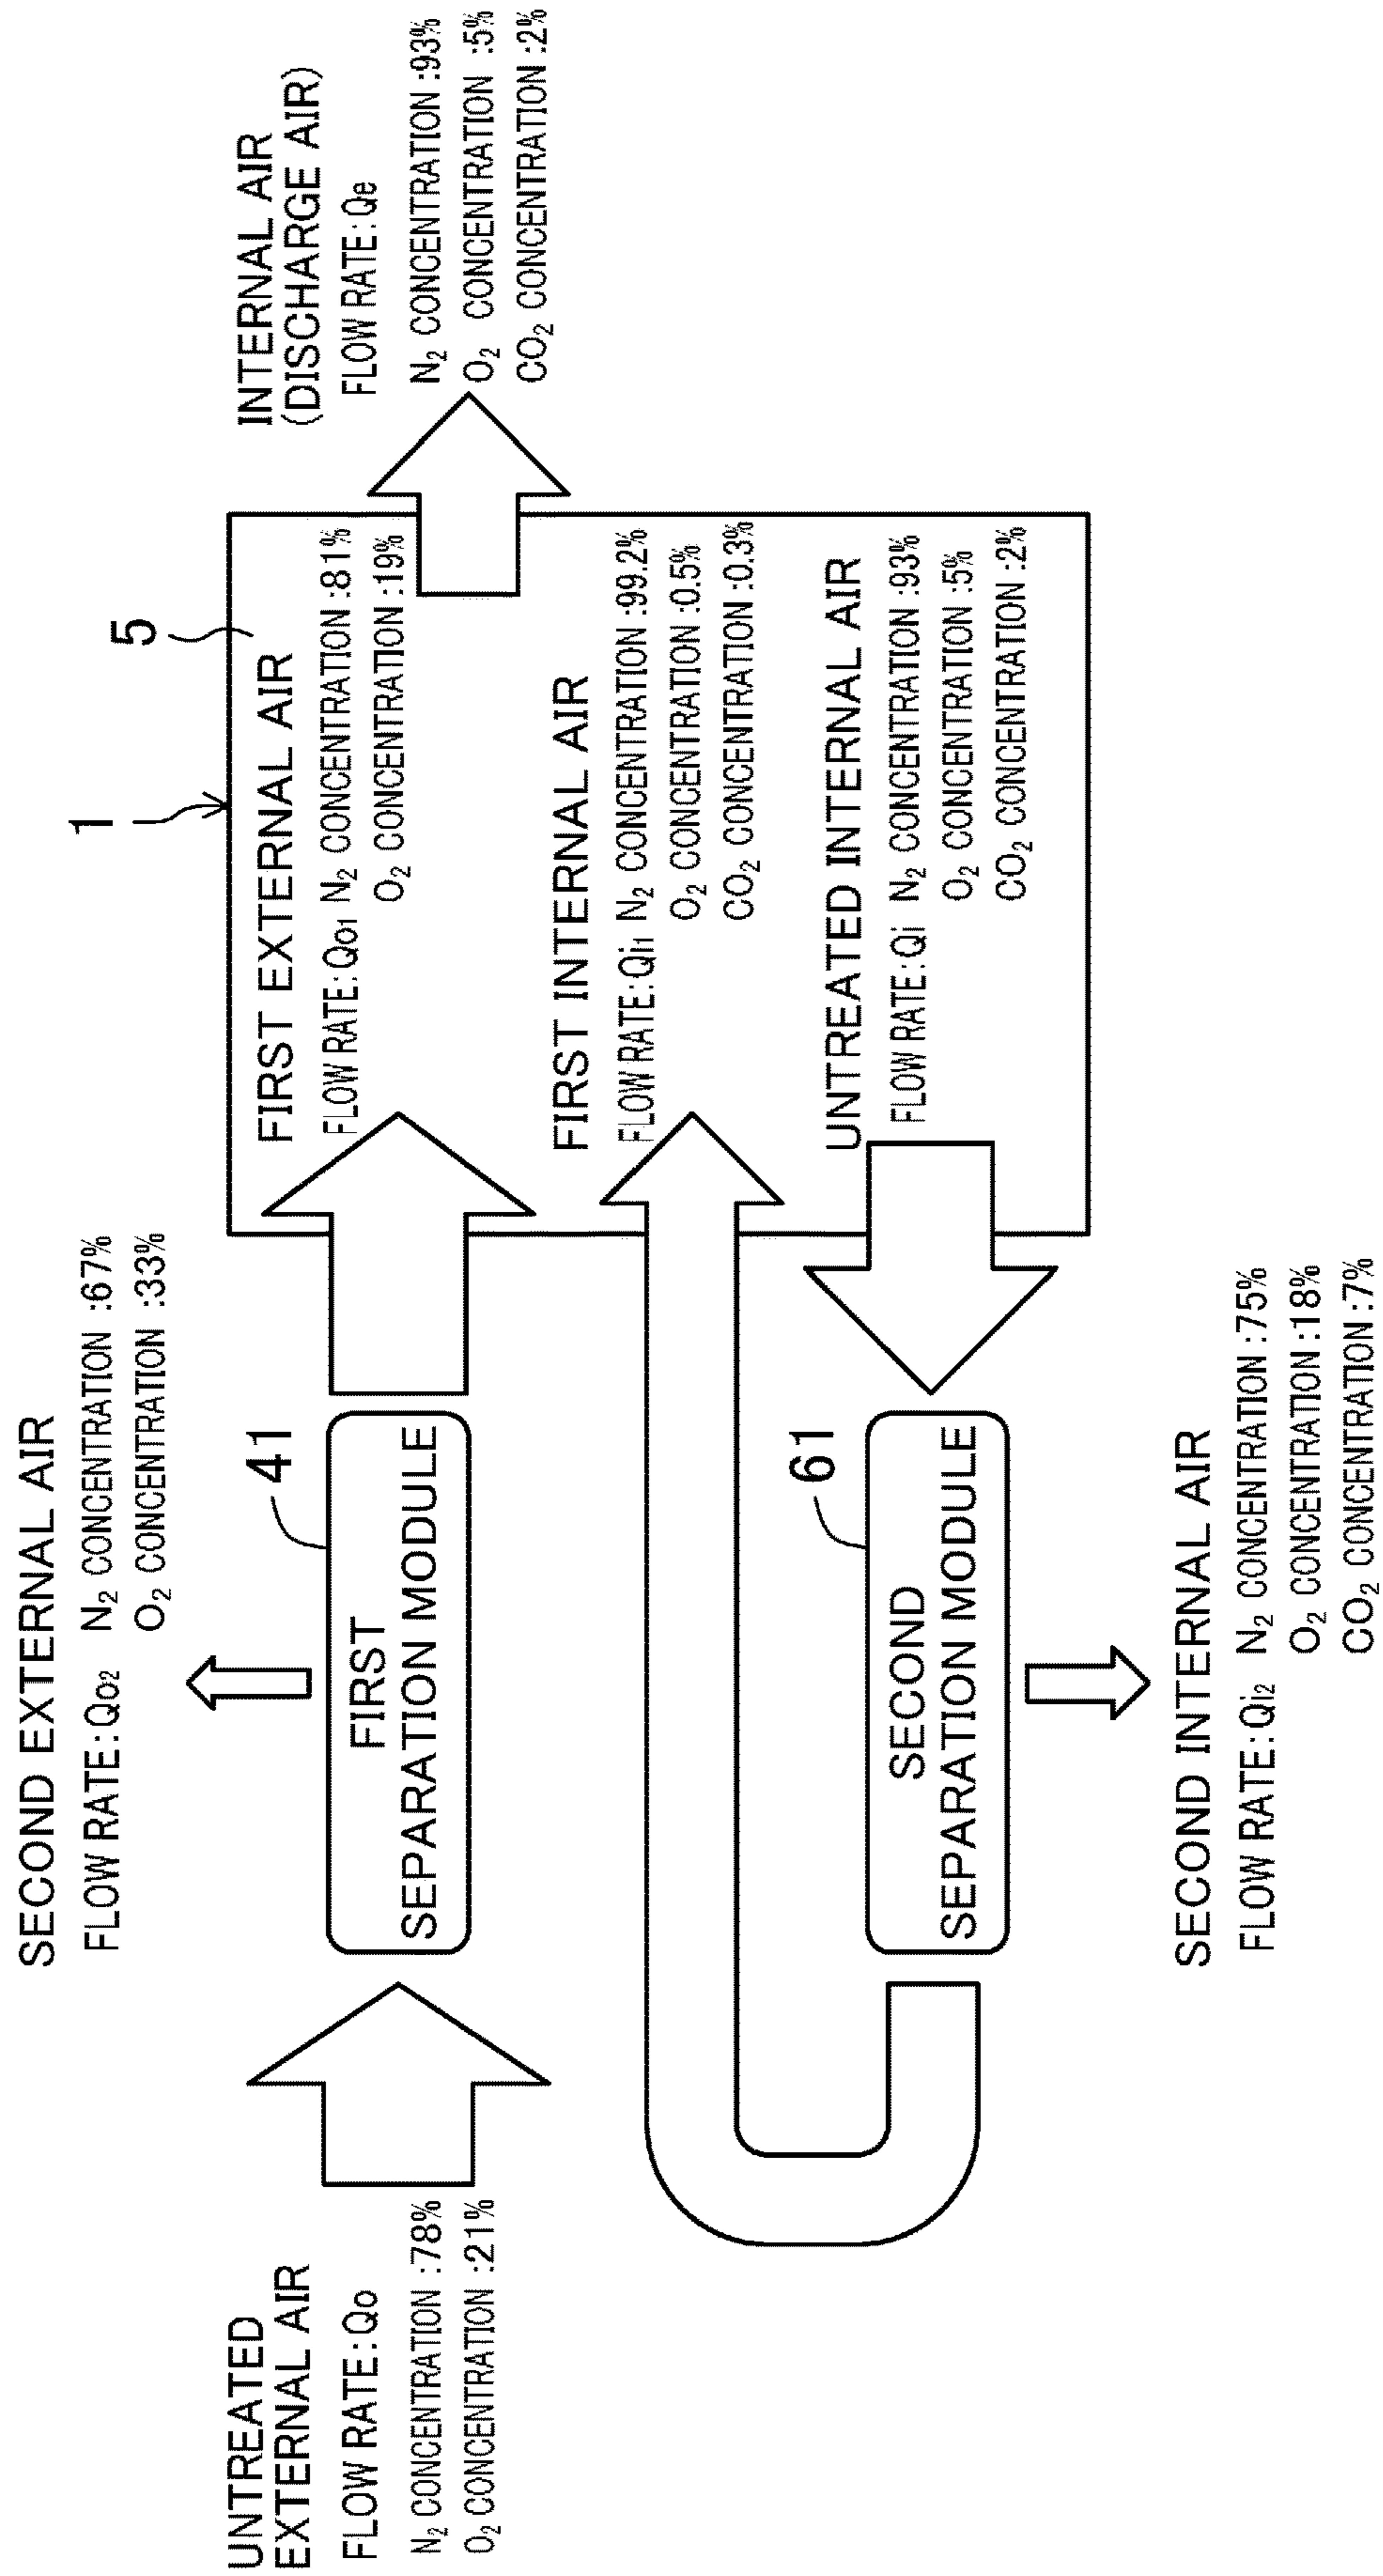 UNTREATED
EXTERNAL AIR
FLOW RATE:Qo
N2 CONCENTRATION :78%
O2 CONCENTRATION :21%
SECOND EXTERNAL AIR
FLOW RATE:Qo2 N2 CONCENTRATION :67%
O2 CONCENTRATION :33%
41
FIRST
SEPARATION MODULE
1
5
FIRST EXTERNAL AIR
FLOW RATE:Qo1 N2 CONCENTRATION :81%
O2 CONCENTRATION :19%
FIRST INTERNAL AIR
FLOW RATE:Qi1 N2 CONCENTRATION :99.2%
O2 CONCENTRATION :0.5%
CO2 CONCENTRATION :0.3%
UNTREATED INTERNAL AIR
FLOW RATE:Qi N2 CONCENTRATION :93%
O2 CONCENTRATION :5%
CO2 CONCENTRATION :2%
INTERNAL AIR
(DISCHARGE AIR)
FLOW RATE:Qe
N2 CONCENTRATION :93%
O2 CONCENTRATION :5%
CO2 CONCENTRATION :2%
61
SECOND
SEPARATION MODULE
SECOND INTERNAL AIR
FLOW RATE:Qi2 N2 CONCENTRATION :75%
O2 CONCENTRATION :18%
CO2 CONCENTRATION :7%